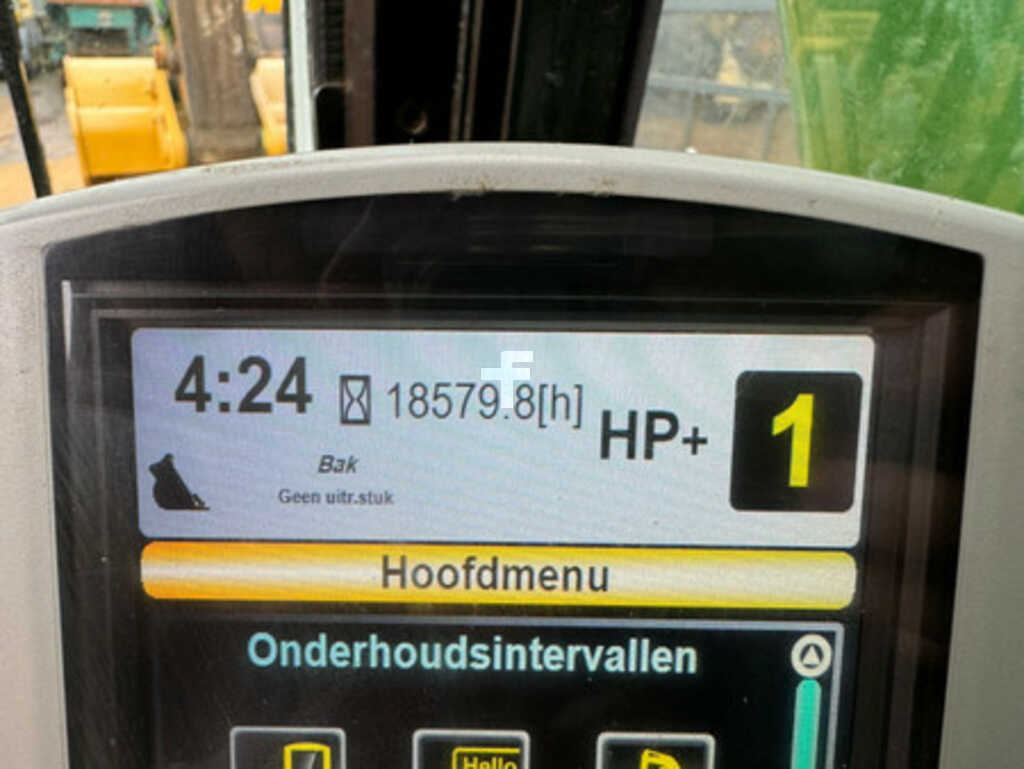 4:24 18579.8[h] HP+ 1
Bak
Geen uitr.stuk
Hoofdmenu
Onderhoudsintervallen
Hello